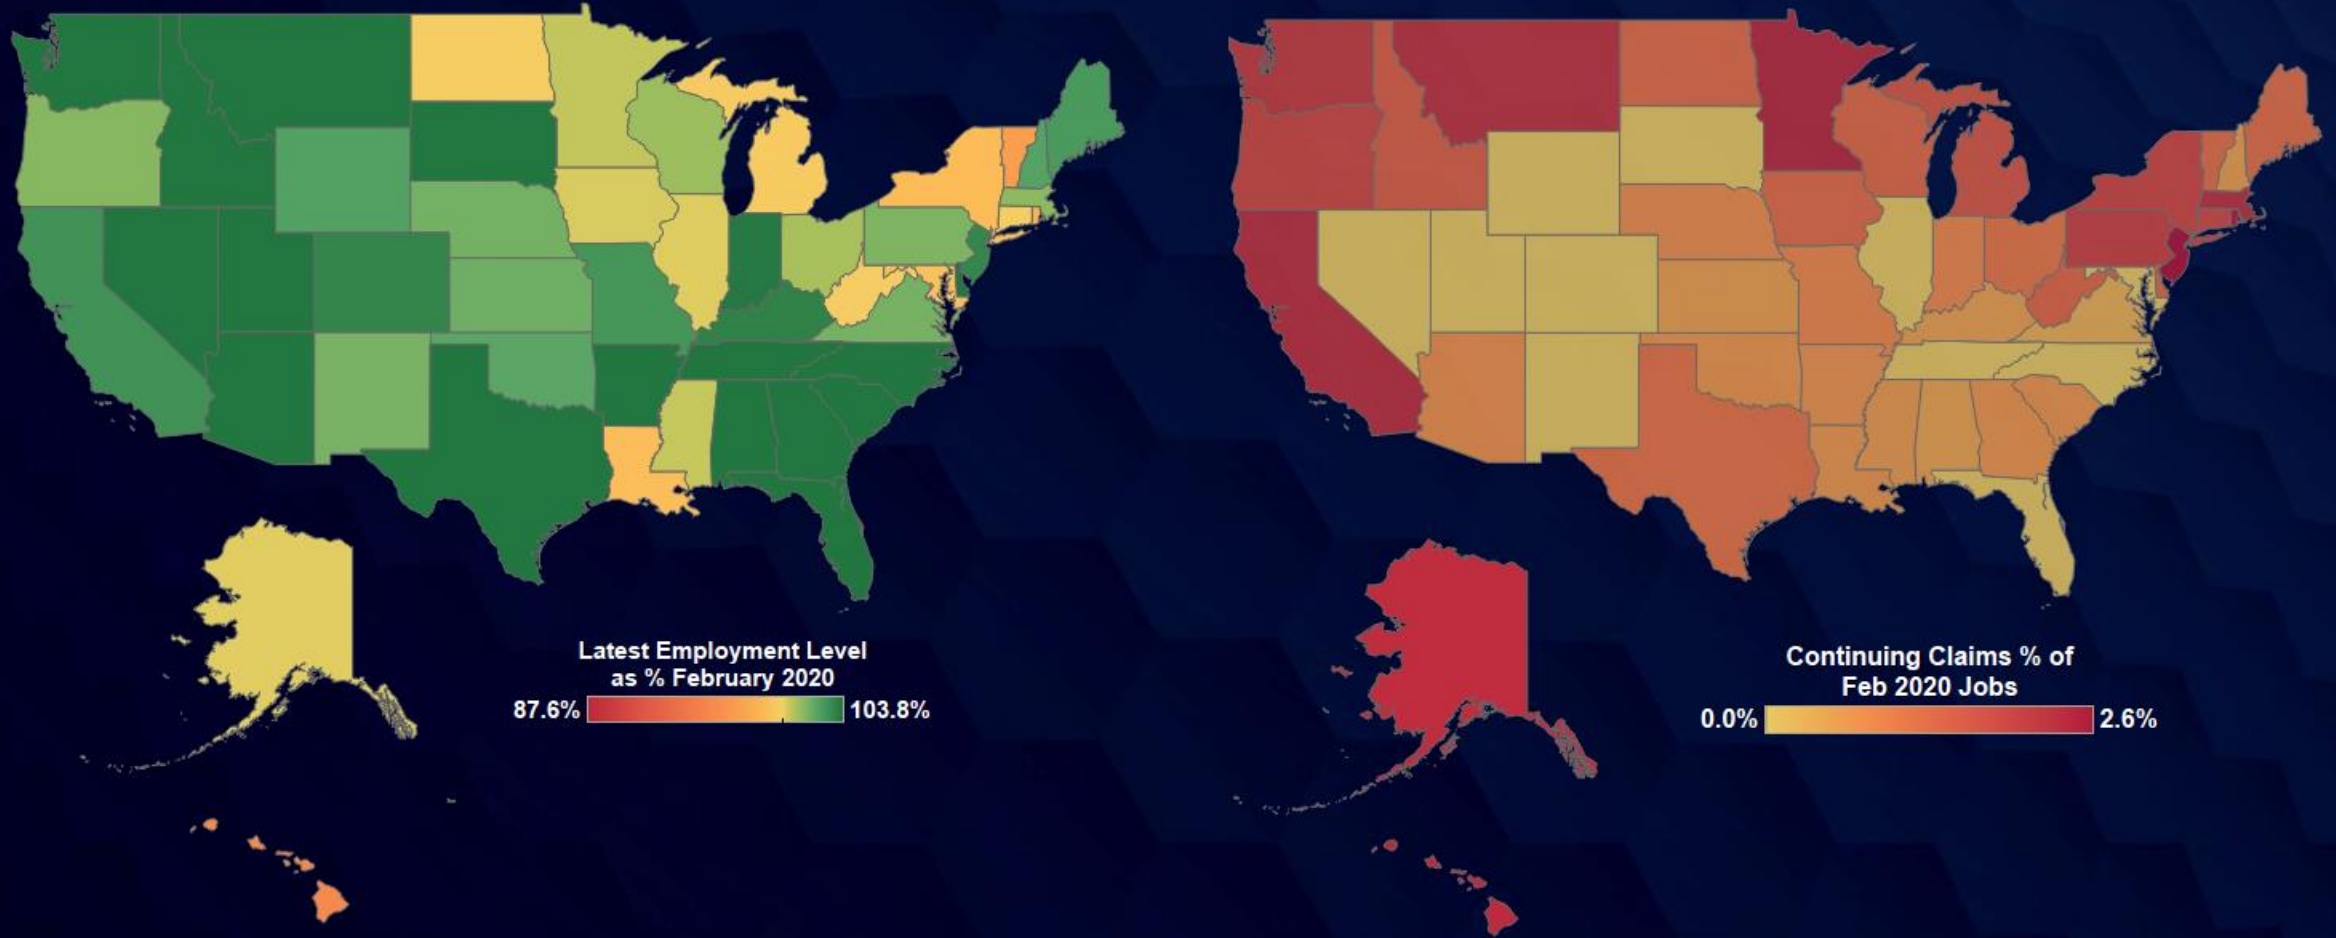 Latest Employment Level
as % February 2020
87.6% 103.8%
Continuing Claims % of
Feb 2020 Jobs
0.0% 2.6%